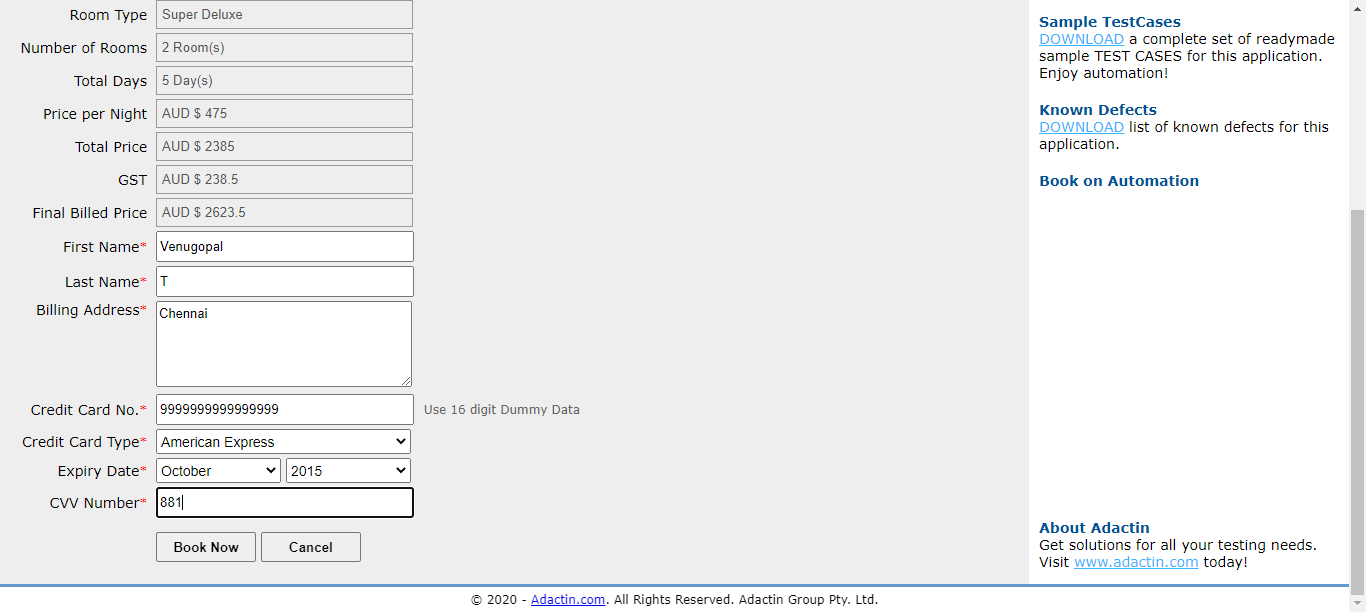 Room Type Super Deluxe
Number of Rooms 2 Room(s)
Total Days 5 Day(s)
Price per Night AUD $ 475
Total Price AUD $ 2385
GST AUD $ 238.5
Final Billed Price AUD $ 2623.5
First Name* Venugopal
Last Name* T
Billing Address* Chennai
Credit Card No.* 9999999999999999 Use 16 digit Dummy Data
Credit Card Type* American Express
Expiry Date* October 2015
CVV Number* 881
Book Now Cancel
Sample TestCases
DOWNLOAD a complete set of readymade
sample TEST CASES for this application.
Enjoy automation!
Known Defects
DOWNLOAD list of known defects for this
application.
Book on Automation
About Adactin
Get solutions for all your testing needs.
Visit www.adactin.com today!
© 2020 - Adactin.com. All Rights Reserved. Adactin Group Pty. Ltd.